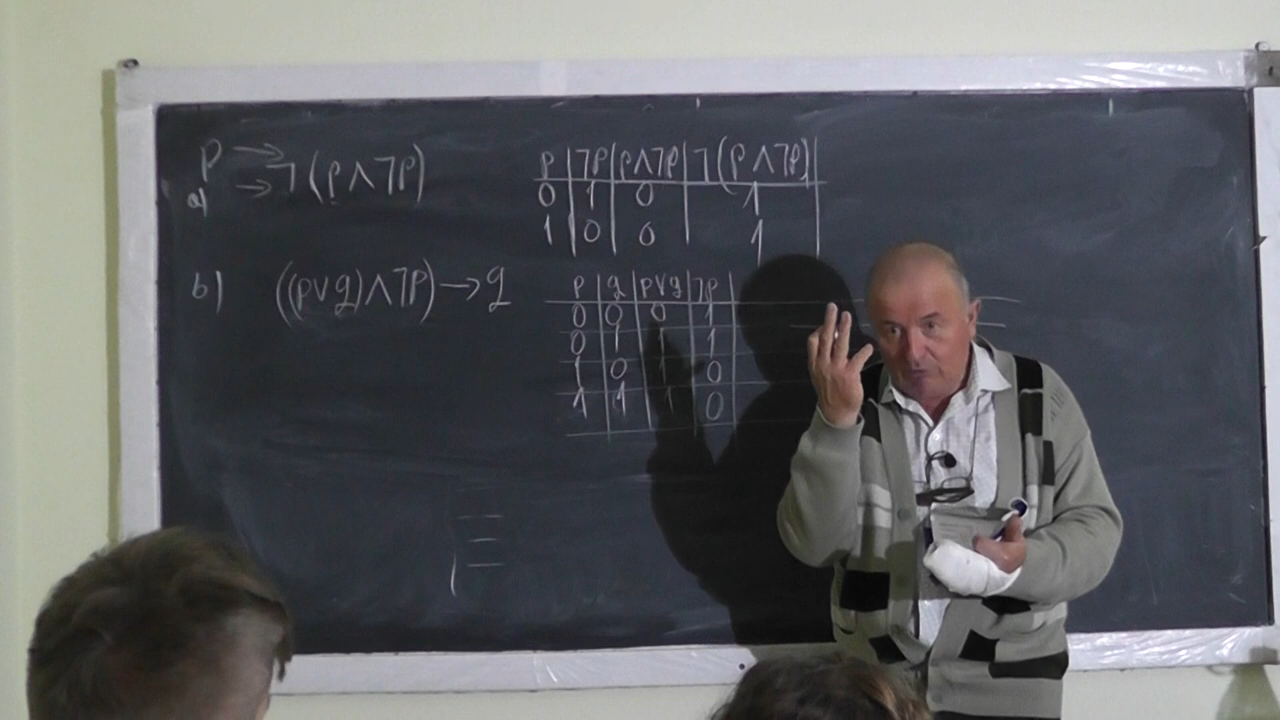 p →
a) → ¬(p∧¬p)
p ¬p p∧¬p ¬(p∧¬p)
0 1 0 1
1 0 0 1
b) ((p∨q)∧¬p)→q
p q p∨q ¬p
0 0 0 1
0 1 1 1
1 0 1 0
1 1 1 0